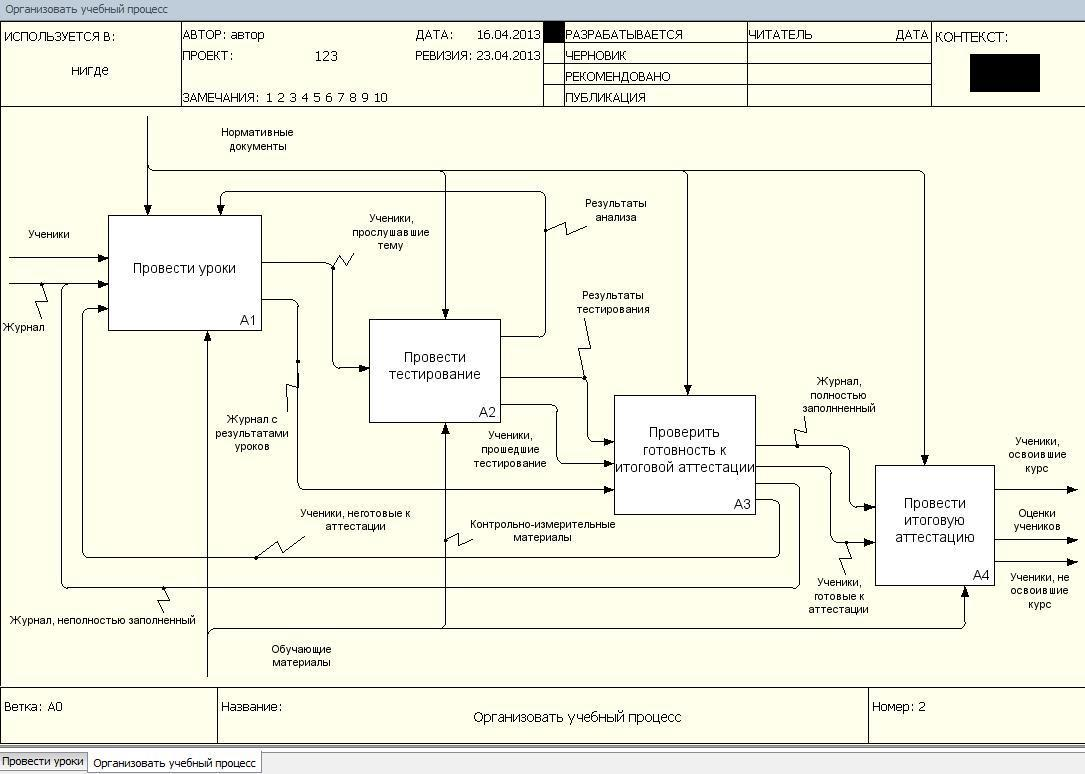 Организовать учебный процесс
ИСПОЛЬЗУЕТСЯ В:
нигде
АВТОР: автор
ДАТА: 16.04.2013
ПРОЕКТ: 123
РЕВИЗИЯ: 23.04.2013
ЗАМЕЧАНИЯ: 1 2 3 4 5 6 7 8 9 10
РАЗРАБАТЫВАЕТСЯ
ЧЕРНОВИК
РЕКОМЕНДОВАНО
ПУБЛИКАЦИЯ
ЧИТАТЕЛЬ
ДАТА
КОНТЕКСТ:
Нормативные
документы
Результаты
анализа
Ученики,
прослушавшие
тему
Ученики
Провести уроки
A1
Журнал
Результаты
тестирования
Провести
тестирование
A2
Журнал с
результатами
уроков
Ученики,
прошедшие
тестирование
Журнал,
полностью
заполнненный
Проверить
готовность к
итоговой аттестации
A3
Ученики,
освоившие
курс
Провести
итоговую
аттестацию
A4
Оценки
учеников
Ученики, неготовые к
аттестации
Контрольно-измерительные
материалы
Ученики,
готовые к
аттестации
Ученики, не
освоившие
курс
Журнал, неполностью заполненный
Обучающие
материалы
Ветка: A0
Название:
Организовать учебный процесс
Номер: 2
Провести уроки
Организовать учебный процесс